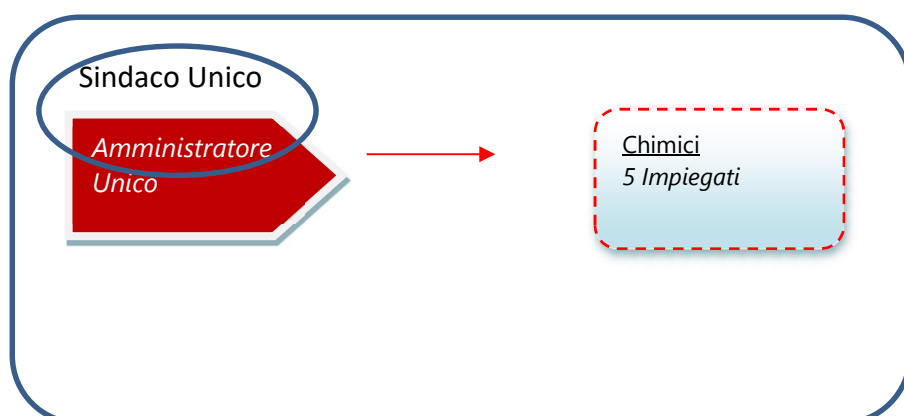 Sindaco Unico
Amministratore
Unico
Chimici
5 Impiegati